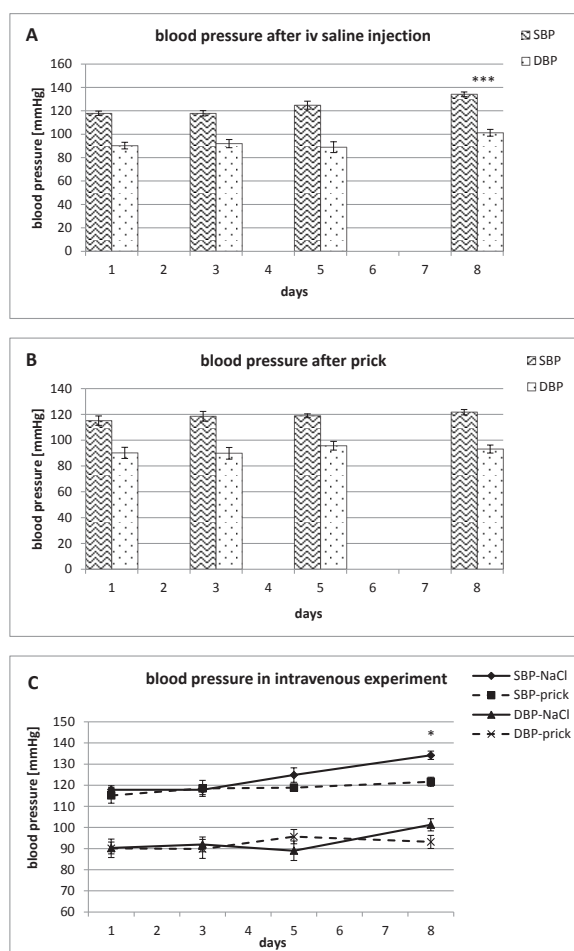 A
blood pressure after iv saline injection
SBP
DBP
blood pressure [mmHg]
160
140
120
100
80
60
40
20
0
***
1 2 3 4 5 6 7 8
days
B
blood pressure after prick
SBP
DBP
blood pressure [mmHg]
140
120
100
80
60
40
20
0
1 2 3 4 5 6 7 8
days
C
blood pressure in intravenous experiment
SBP-NaCl
SBP-prick
DBP-NaCl
DBP-prick
blood pressure [mmHg]
150
140
130
120
110
100
90
80
70
60
*
1 2 3 4 5 6 7 8
days